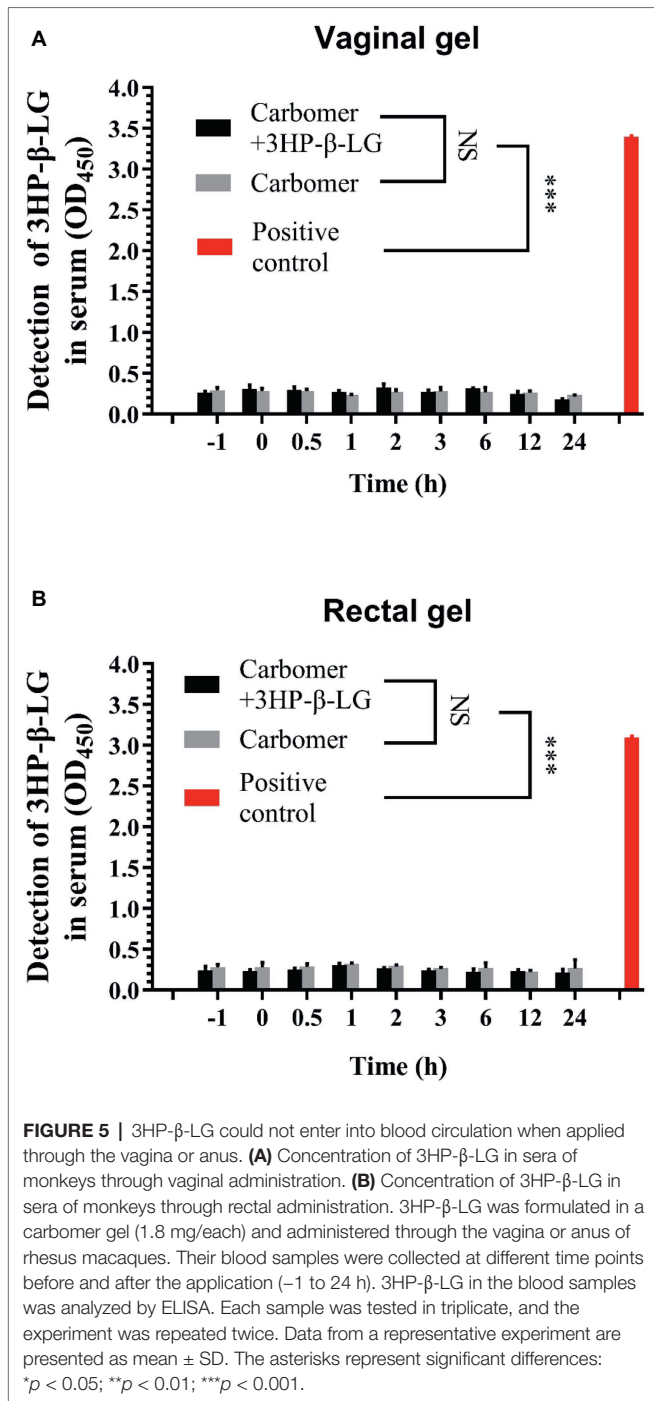 A
Vaginal gel
Detection of 3HP-β-LG
in serum (OD450)
4.0
3.5
3.0
2.5
2.0
1.5
1.0
0.5
0.0
Carbomer
+3HP-β-LG
Carbomer
Positive
control
NS
***
-1 0 0.5 1 2 3 6 12 24
Time (h)
B
Rectal gel
Detection of 3HP-β-LG
in serum (OD450)
4.0
3.5
3.0
2.5
2.0
1.5
1.0
0.5
0.0
Carbomer
+3HP-β-LG
Carbomer
Positive
control
NS
***
-1 0 0.5 1 2 3 6 12 24
Time (h)
FIGURE 5 | 3HP-β-LG could not enter into blood circulation when applied
through the vagina or anus. (A) Concentration of 3HP-β-LG in sera of
monkeys through vaginal administration. (B) Concentration of 3HP-β-LG in
sera of monkeys through rectal administration. 3HP-β-LG was formulated in a
carbomer gel (1.8 mg/each) and administered through the vagina or anus of
rhesus macaques. Their blood samples were collected at different time points
before and after the application (−1 to 24 h). 3HP-β-LG in the blood samples
was analyzed by ELISA. Each sample was tested in triplicate, and the
experiment was repeated twice. Data from a representative experiment are
presented as mean ± SD. The asterisks represent significant differences:
*p < 0.05; **p < 0.01; ***p < 0.001.